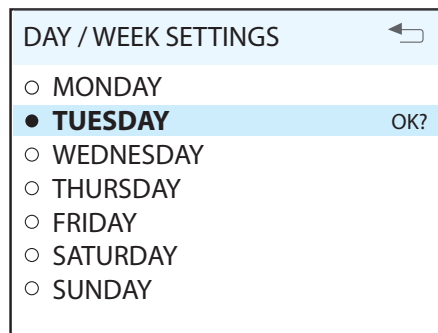 DAY / WEEK SETTINGS
MONDAY
TUESDAY OK?
WEDNESDAY
THURSDAY
FRIDAY
SATURDAY
SUNDAY